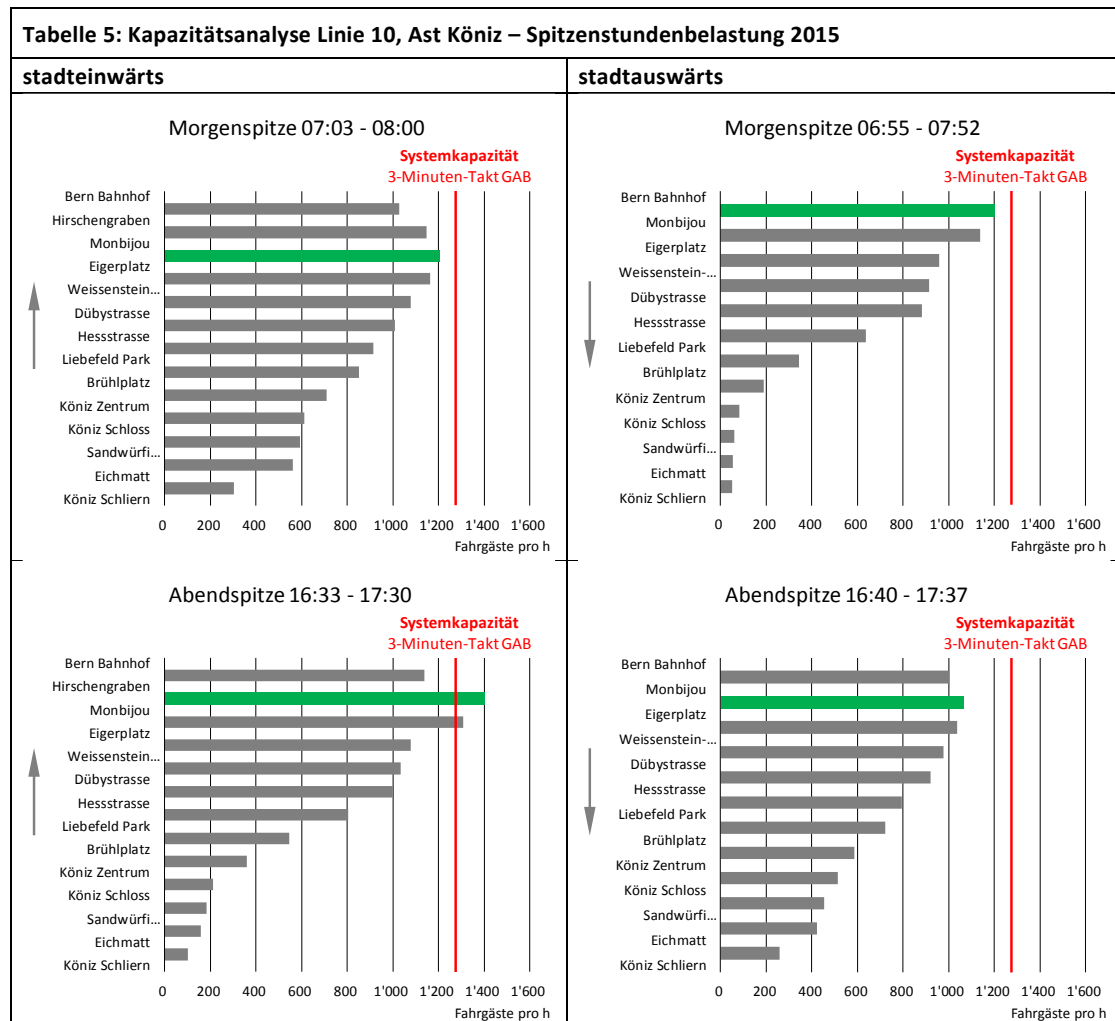 Tabelle 5: Kapazitätsanalyse Linie 10, Ast Köniz – Spitzenstundenbelastung 2015
stadteinwärts
stadtauswärts
Morgenspitze 07:03 - 08:00
Systemkapazität
3-Minuten-Takt GAB
Bern Bahnhof
Hirschengraben
Monbijou
Eigerplatz
Weissenstein...
Dübystrasse
Hessstrasse
Liebefeld Park
Brühlplatz
Köniz Zentrum
Köniz Schloss
Sandwürfi...
Eichmatt
Köniz Schliern
0 200 400 600 800 1'000 1'200 1'400 1'600
Fahrgäste pro h
Morgenspitze 06:55 - 07:52
Systemkapazität
3-Minuten-Takt GAB
Bern Bahnhof
Monbijou
Eigerplatz
Weissenstein-...
Dübystrasse
Hessstrasse
Liebefeld Park
Brühlplatz
Köniz Zentrum
Köniz Schloss
Sandwürfi...
Eichmatt
Köniz Schliern
0 200 400 600 800 1'000 1'200 1'400 1'600
Fahrgäste pro h
Abendspitze 16:33 - 17:30
Systemkapazität
3-Minuten-Takt GAB
Bern Bahnhof
Hirschengraben
Monbijou
Eigerplatz
Weissenstein...
Dübystrasse
Hessstrasse
Liebefeld Park
Brühlplatz
Köniz Zentrum
Köniz Schloss
Sandwürfi...
Eichmatt
Köniz Schliern
0 200 400 600 800 1'000 1'200 1'400 1'600
Fahrgäste pro h
Abendspitze 16:40 - 17:37
Systemkapazität
3-Minuten-Takt GAB
Bern Bahnhof
Monbijou
Eigerplatz
Weissenstein-...
Dübystrasse
Hessstrasse
Liebefeld Park
Brühlplatz
Köniz Zentrum
Köniz Schloss
Sandwürfi...
Eichmatt
Köniz Schliern
0 200 400 600 800 1'000 1'200 1'400 1'600
Fahrgäste pro h